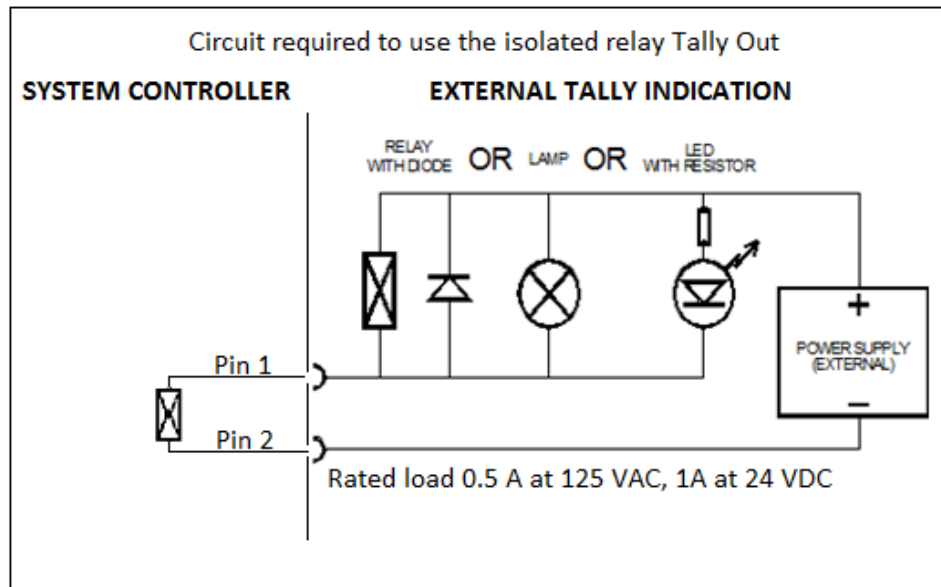 Circuit required to use the isolated relay Tally Out
SYSTEM CONTROLLER
EXTERNAL TALLY INDICATION
RELAY
WITH DIODE
OR
LAMP
OR
LED
WITH RESISTOR
+
POWER SUPPLY
(EXTERNAL)
–
Pin 1
Pin 2
Rated load 0.5 A at 125 VAC, 1A at 24 VDC